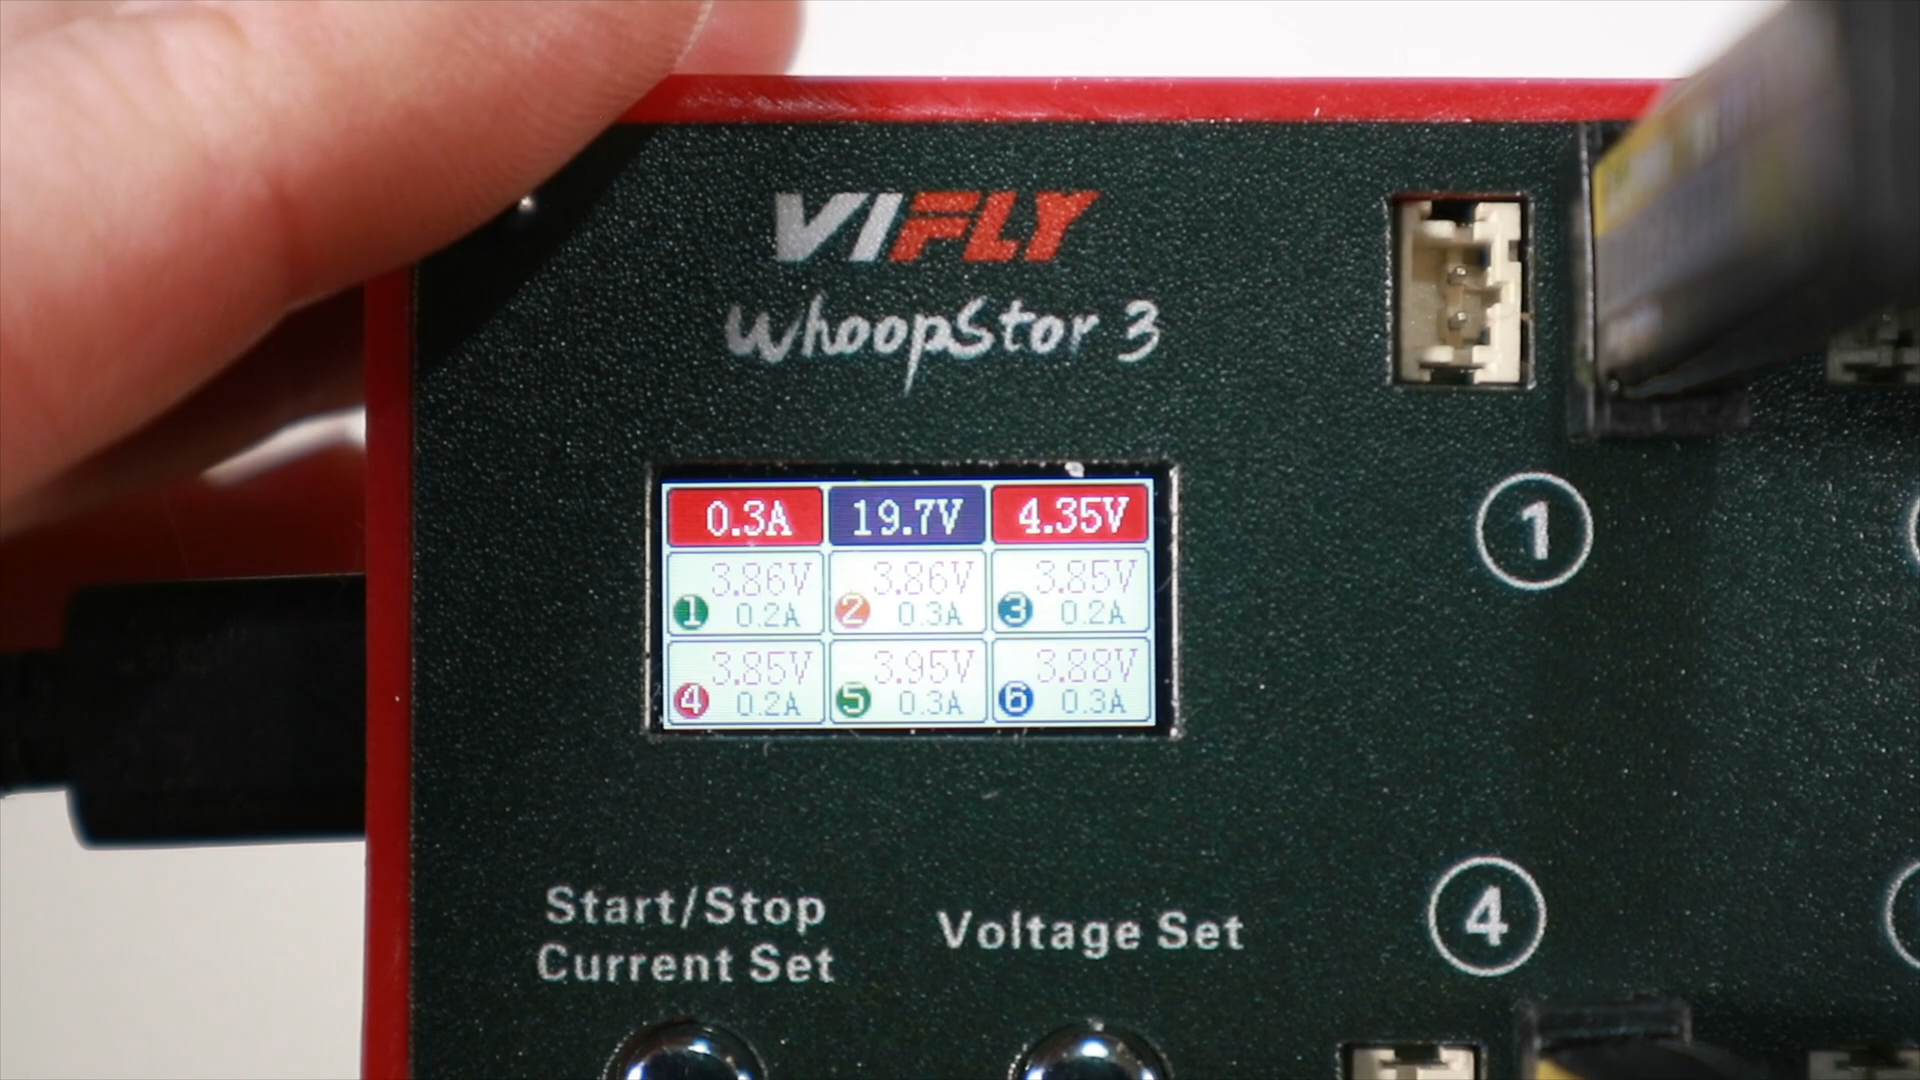 VIFLY
WhoopStor 3
0.3A 19.7V 4.35V
3.86V 3.86V 3.85V
1 0.2A 2 0.3A 3 0.2A
3.85V 3.95V 3.88V
4 0.2A 5 0.3A 6 0.3A
1
4
Start/Stop
Current Set
Voltage Set